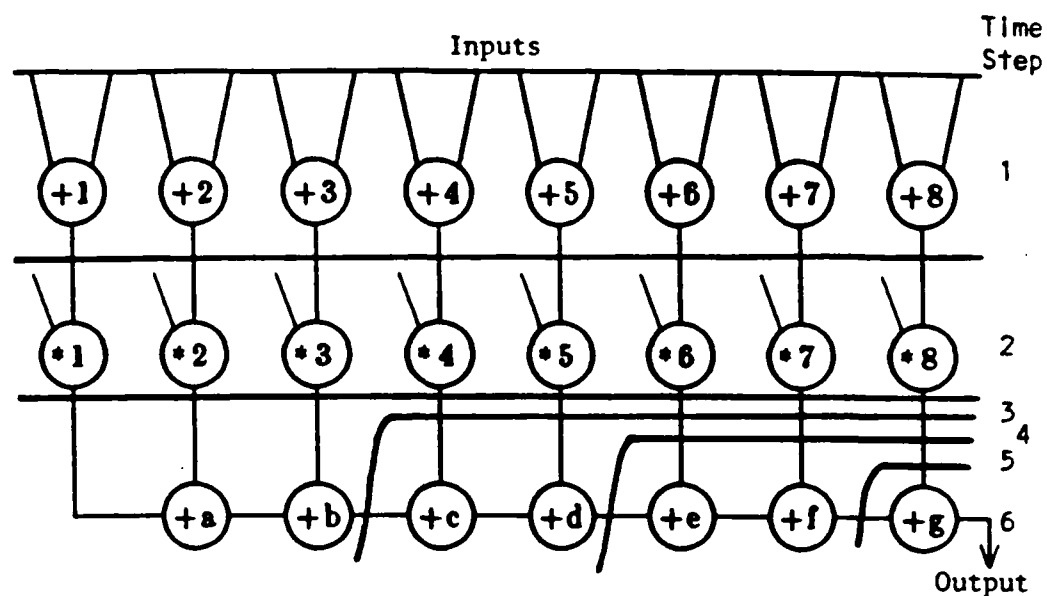 Time
Inputs Step
+1 +2 +3 +4 +5 +6 +7 +8 1
*1 *2 *3 *4 *5 *6 *7 *8 2
3
4
5
+a +b +c +d +e +f +g 6
Output